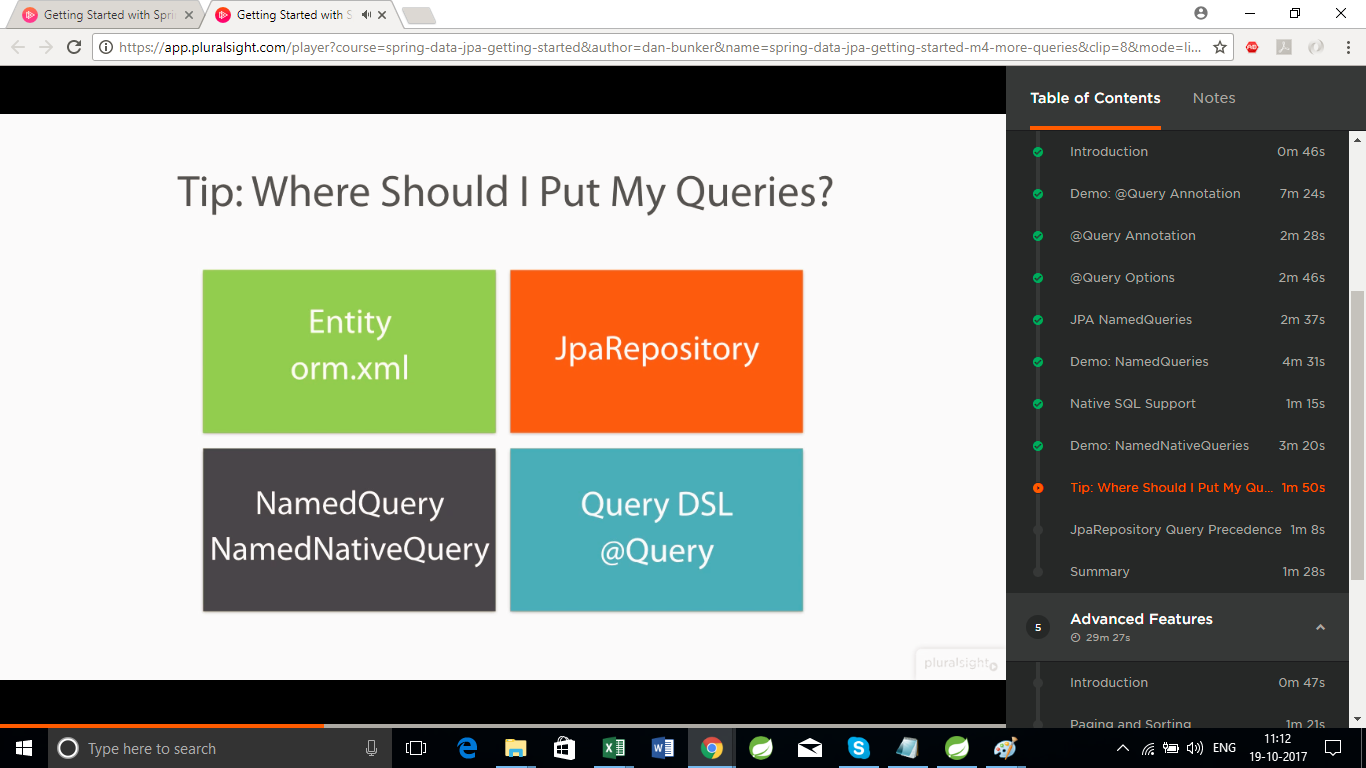 Getting Started with Spri
Getting Started with S
https://app.pluralsight.com/player?course=spring-data-jpa-getting-started&author=dan-bunker&name=spring-data-jpa-getting-started-m4-more-queries&clip=8&mode=li...
Tip: Where Should I Put My Queries?
Entity
orm.xml
JpaRepository
NamedQuery
NamedNativeQuery
Query DSL
@Query
pluralsight
Table of Contents
Notes
Introduction 0m 46s
Demo: @Query Annotation 7m 24s
@Query Annotation 2m 28s
@Query Options 2m 46s
JPA NamedQueries 2m 37s
Demo: NamedQueries 4m 31s
Native SQL Support 1m 15s
Demo: NamedNativeQueries 3m 20s
Tip: Where Should I Put My Qu... 1m 50s
JpaRepository Query Precedence 1m 8s
Summary 1m 28s
5 Advanced Features
29m 27s
Introduction 0m 47s
Paging and Sorting 1m 21s
Type here to search
ENG
11:12
19-10-2017